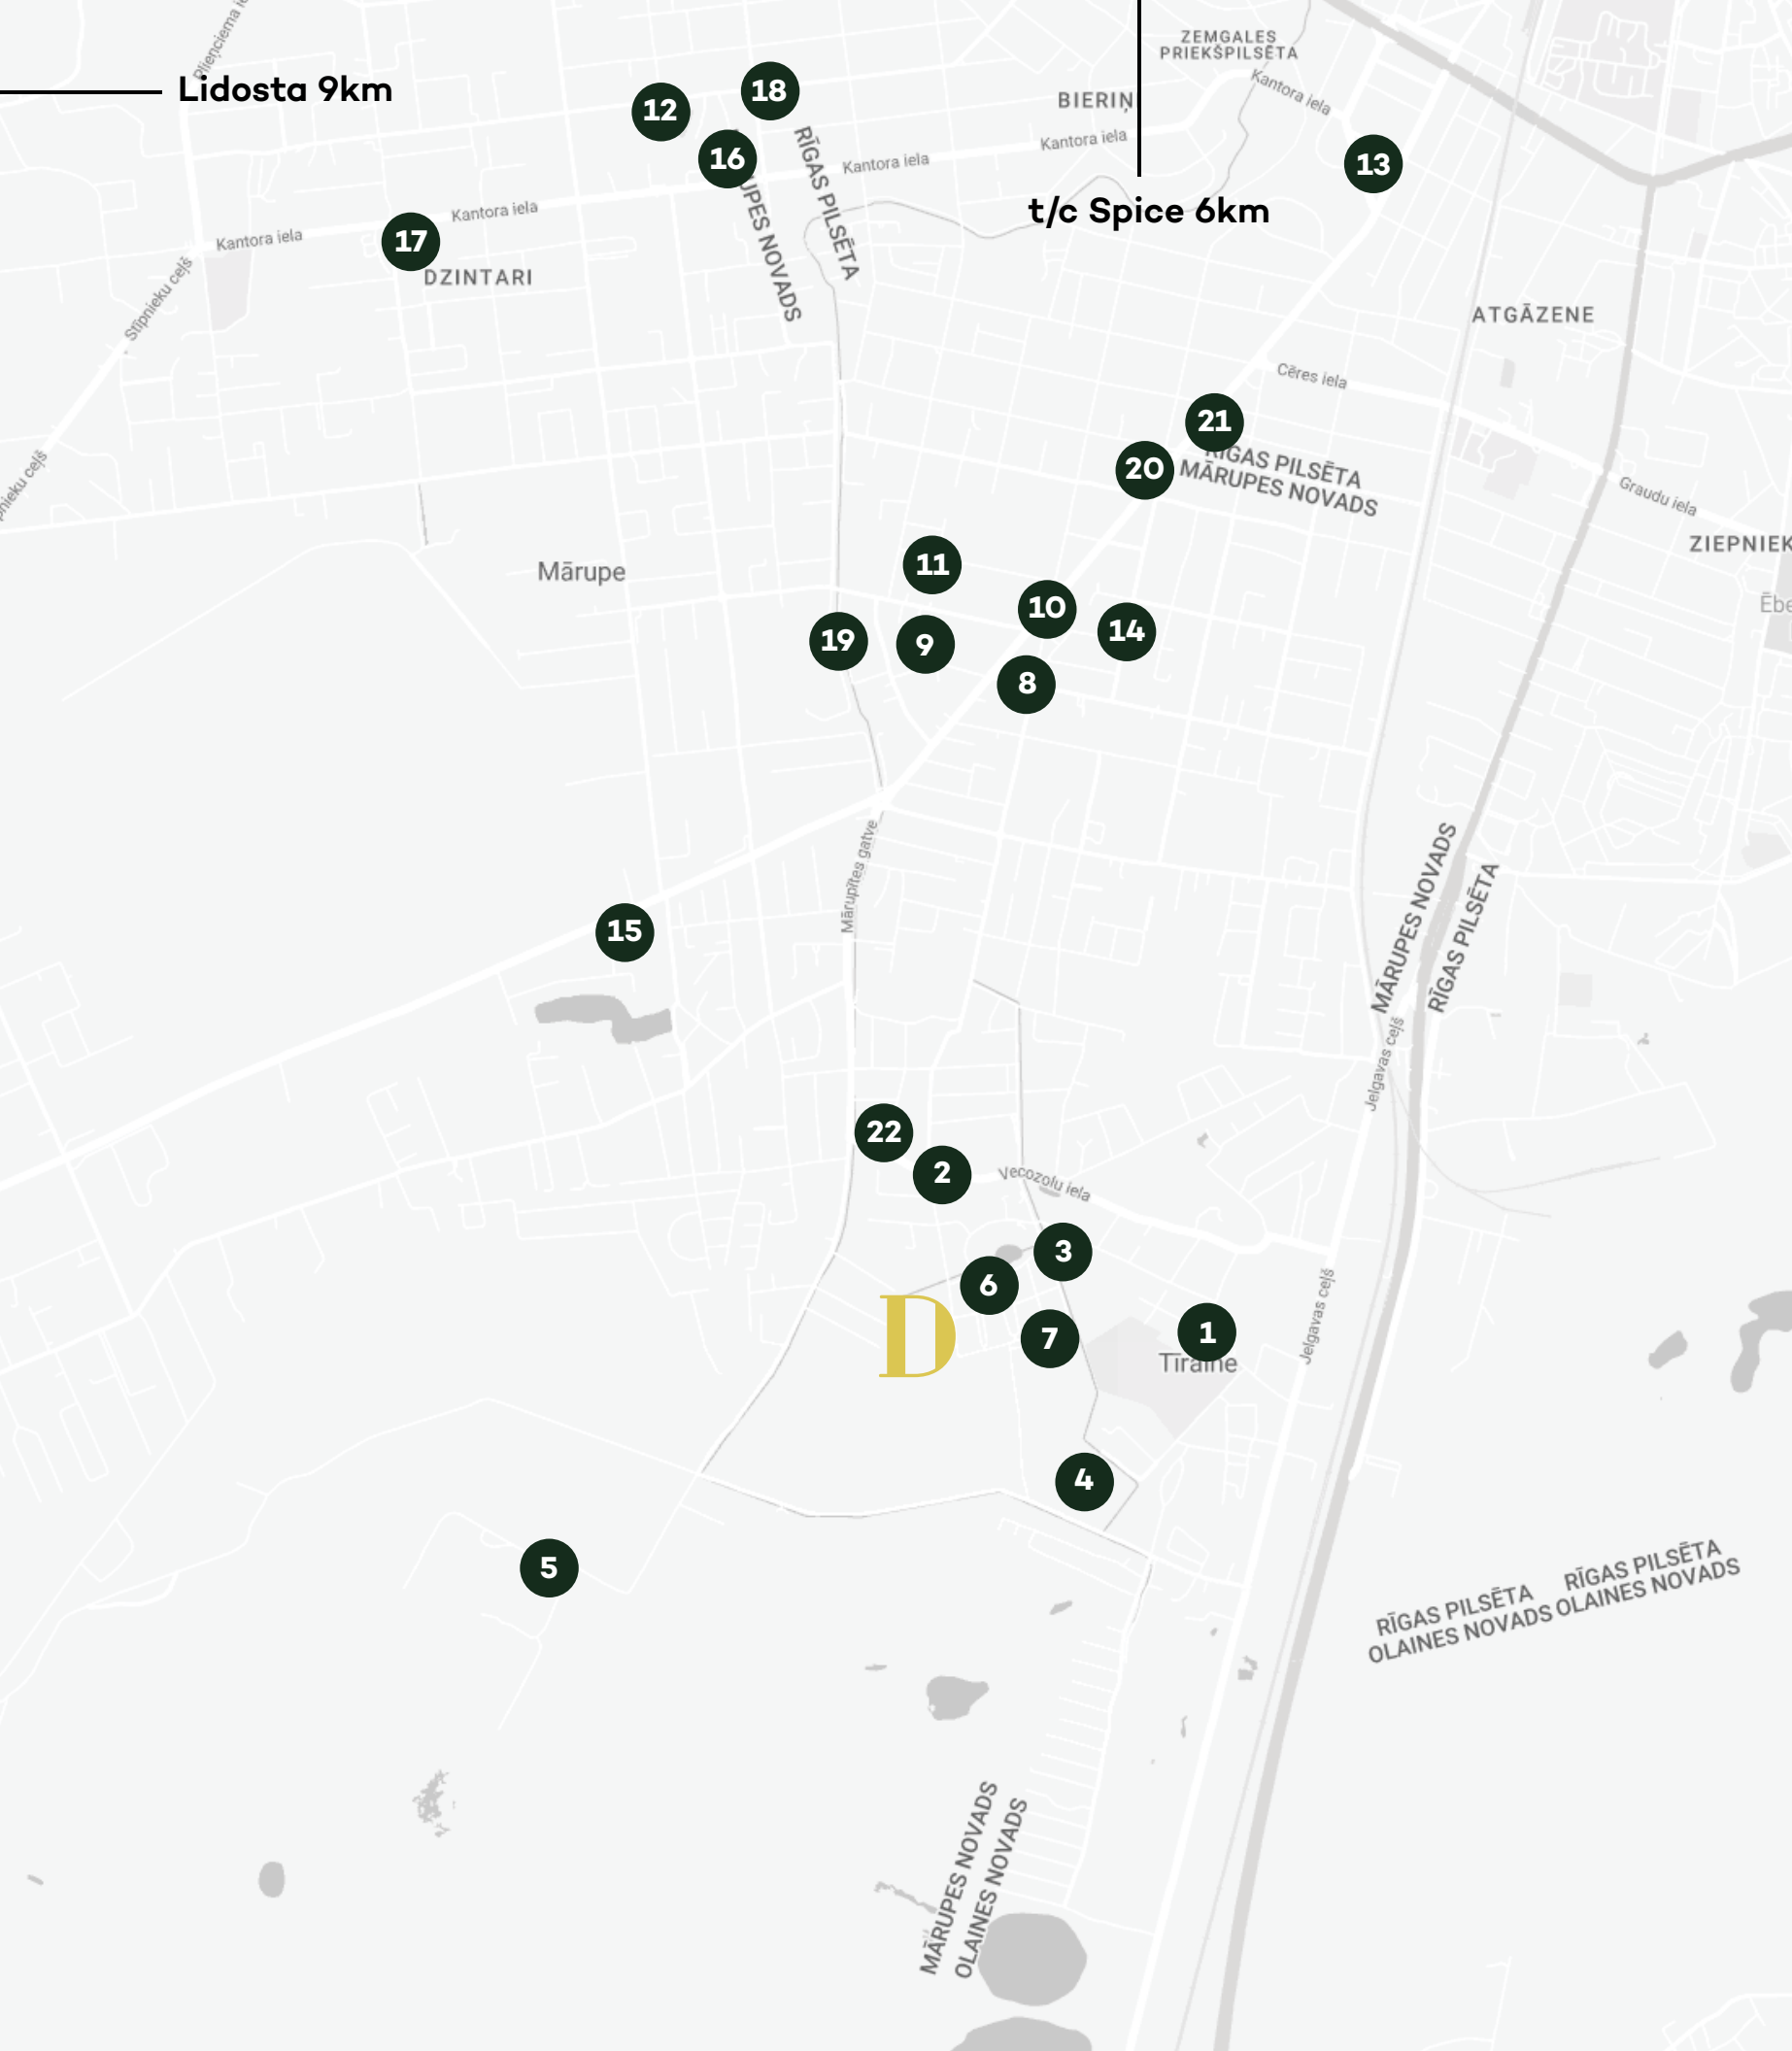 Plieņciema
ZEMGALES
PRIEKŠPILSĒTA
Lidosta 9km
18
12
BIERIŅ
Kantora iela
Kantora iela
16
Kantora iela
13
RĪGAS PILSĒTA
UPES NOVADS
Kantora iela
t/c Spice 6km
Kantora iela
17
DZINTARI
Stīpnieku ceļš
ATGĀZENE
Cēres iela
21
RĪGAS PILSĒTA
MĀRUPES NOVADS
20
nieku ceļš
Graudu iela
ZIEPNIEK
11
Mārupe
10
Ēbe
14
19
9
8
Mārupītes gatve
MĀRUPES NOVADS
RĪGAS PILSĒTA
15
Jelgavas ceļš
22
2
Vecozolu iela
3
6
Jelgavas ceļš
D
7
1
Tīraine
4
5
RĪGAS PILSĒTA
OLAINES NOVADS
RĪGAS PILSĒTA
OLAINES NOVADS
MĀRUPES NOVADS
OLAINES NOVADS